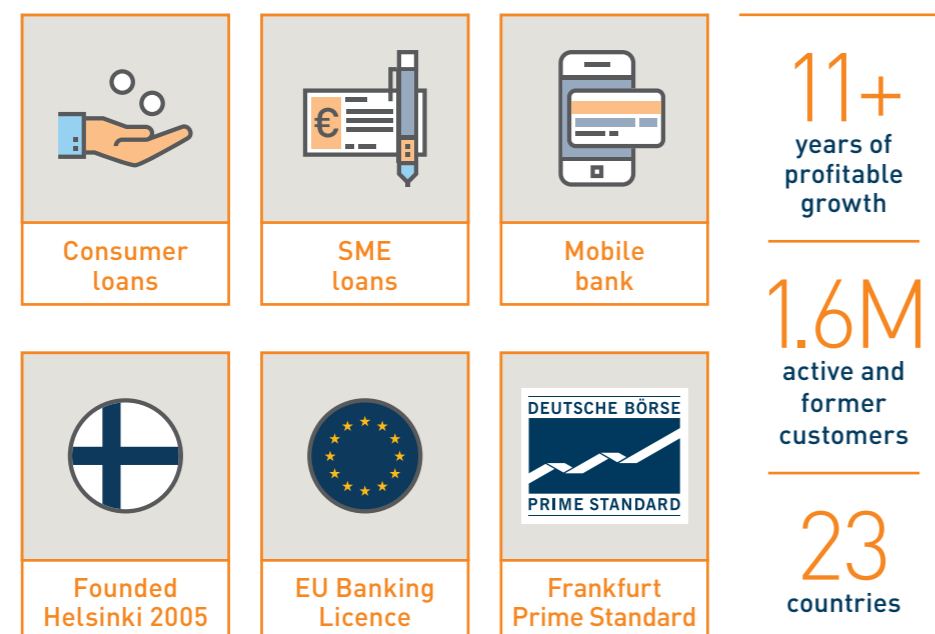 Consumer
loans
€
SME
loans
Mobile
bank
Founded
Helsinki 2005
EU Banking
Licence
DEUTSCHE BÖRSE
PRIME STANDARD
Frankfurt
Prime Standard
11+
years of
profitable
growth
1.6M
active and
former
customers
23
countries